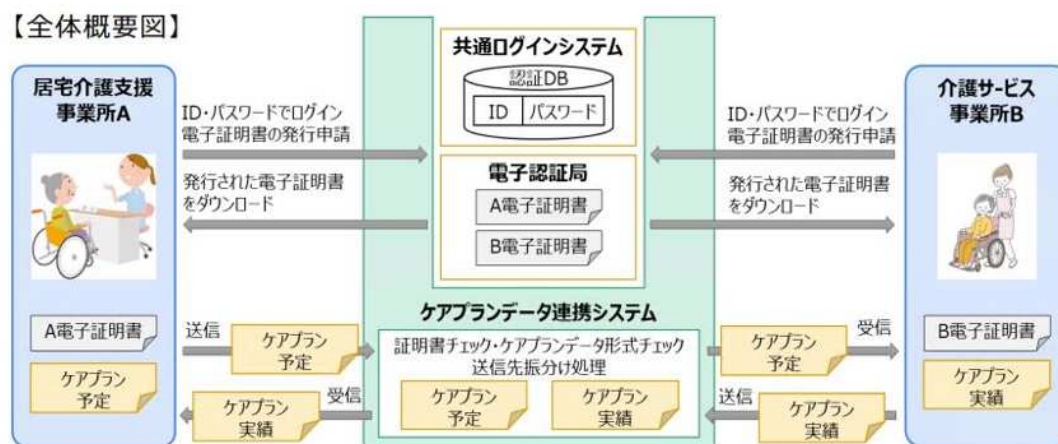 【全体概要図】
居宅介護支援
事業所A
ID・パスワードでログイン
電子証明書の発行申請
発行された電子証明書
をダウンロード
A電子証明書
ケアプラン
予定
送信
ケアプラン
予定
受信
ケアプラン
実績
共通ログインシステム
認証DB
ID
パスワード
電子認証局
A電子証明書
B電子証明書
ケアプランデータ連携システム
証明書チェック・ケアプランデータ形式チェック
送信先振分け処理
ケアプラン
予定
ケアプラン
実績
ID・パスワードでログイン
電子証明書の発行申請
発行された電子証明書
をダウンロード
受信
ケアプラン
予定
送信
ケアプラン
実績
介護サービス
事業所B
B電子証明書
ケアプラン
実績